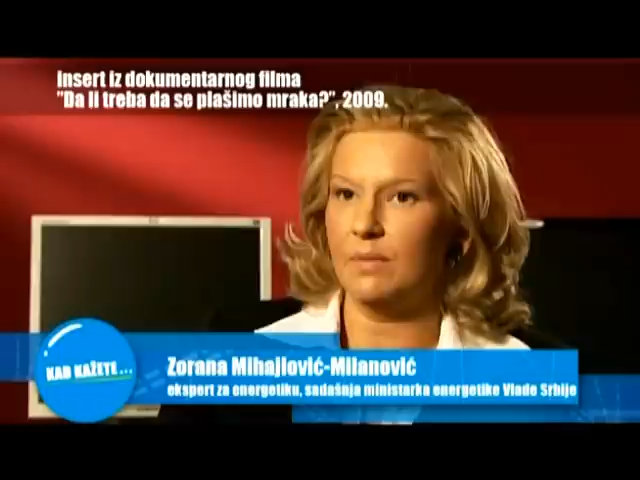 Insert iz dokumentarnog filma
"Da li treba da se plašimo mraka?", 2009.
KAD KAŽETE...
Zorana Mihajlović-Milanović
ekspert za energetiku, sadašnja ministarka energetike Vlade Srbije